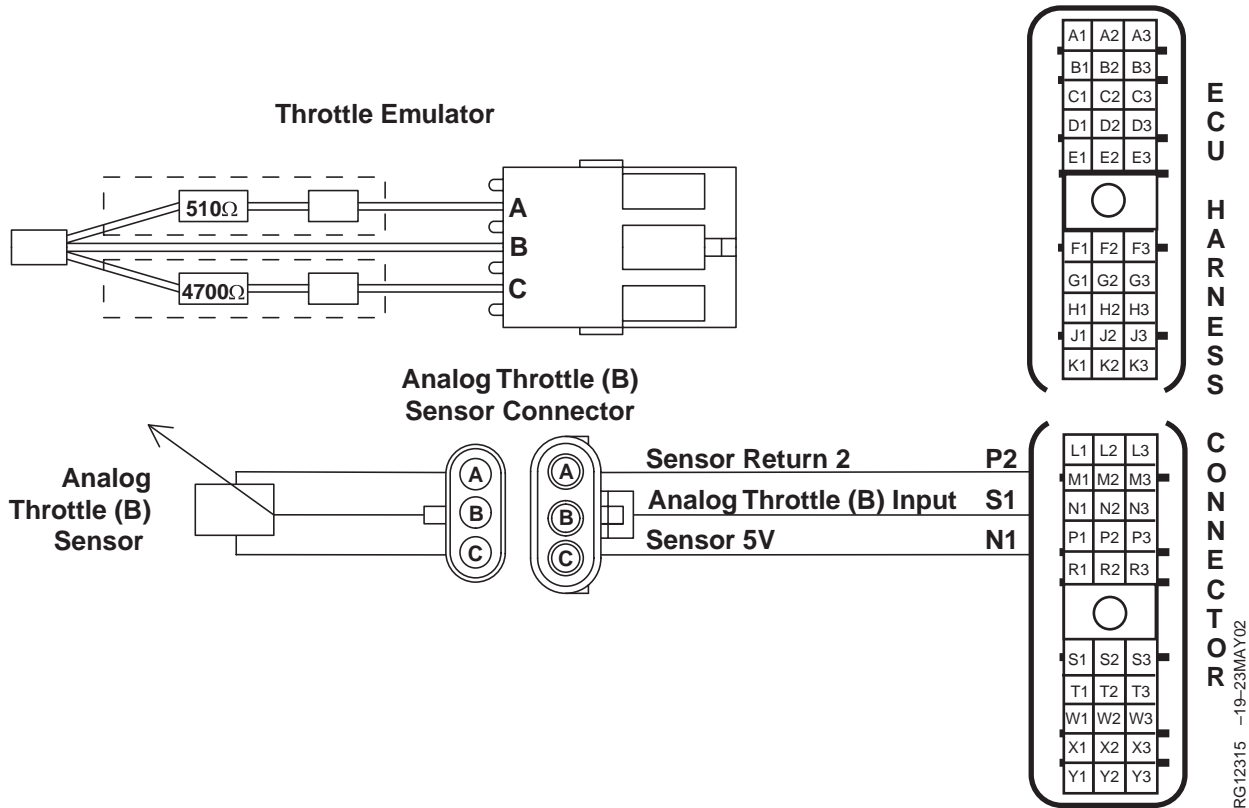 Throttle Emulator
510Ω
4700Ω
A
B
C
Analog Throttle (B)
Sensor Connector
Analog
Throttle (B)
Sensor
A
B
C
A
B
C
Sensor Return 2 P2
Analog Throttle (B) Input S1
Sensor 5V N1
A1 A2 A3
B1 B2 B3
C1 C2 C3
D1 D2 D3
E1 E2 E3
F1 F2 F3
G1 G2 G3
H1 H2 H3
J1 J2 J3
K1 K2 K3
L1 L2 L3
M1 M2 M3
N1 N2 N3
P1 P2 P3
R1 R2 R3
S1 S2 S3
T1 T2 T3
W1 W2 W3
X1 X2 X3
Y1 Y2 Y3
ECU HARNESS CONNECTOR
RG12315 –19–23MAY02